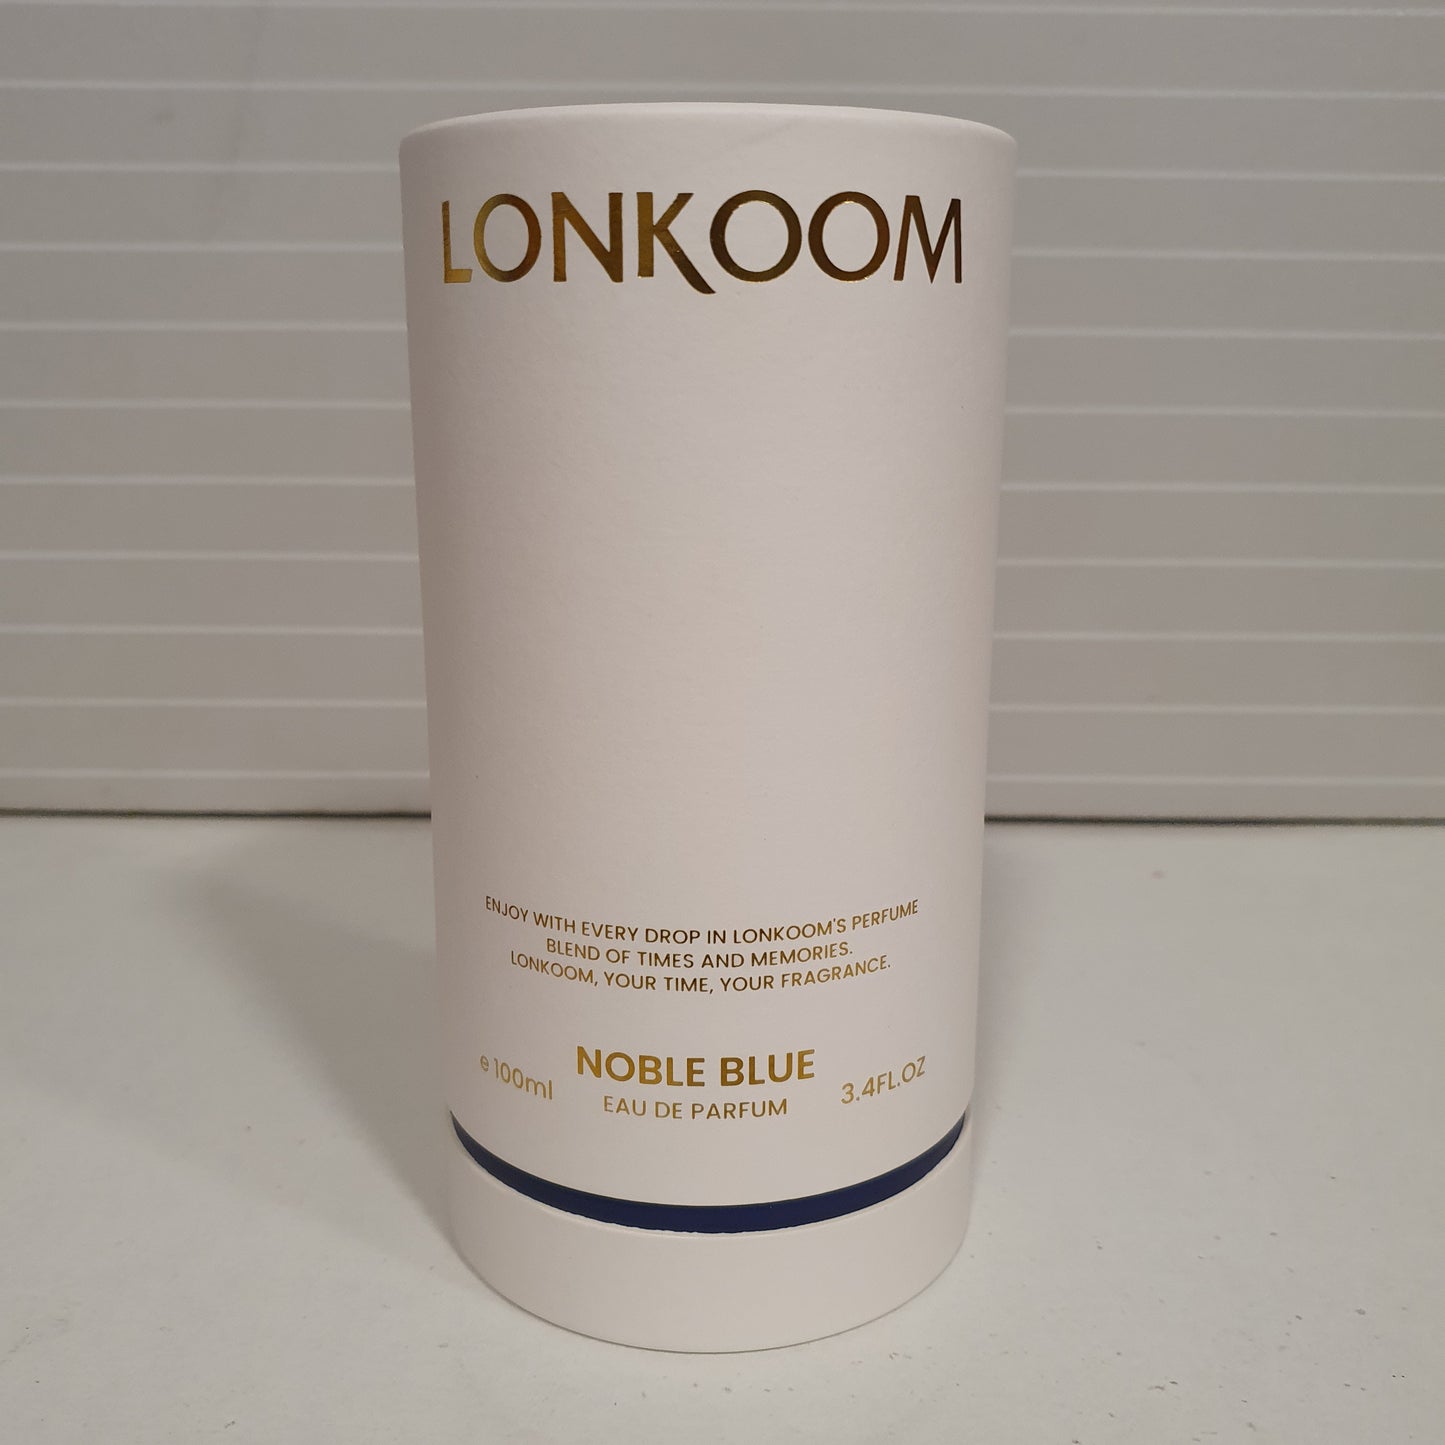 LONKOOM
ENJOY WITH EVERY DROP IN LONKOOM'S PERFUME
BLEND OF TIMES AND MEMORIES.
LONKOOM, YOUR TIME, YOUR FRAGRANCE.
℮100ml NOBLE BLUE 3.4FL.OZ
EAU DE PARFUM